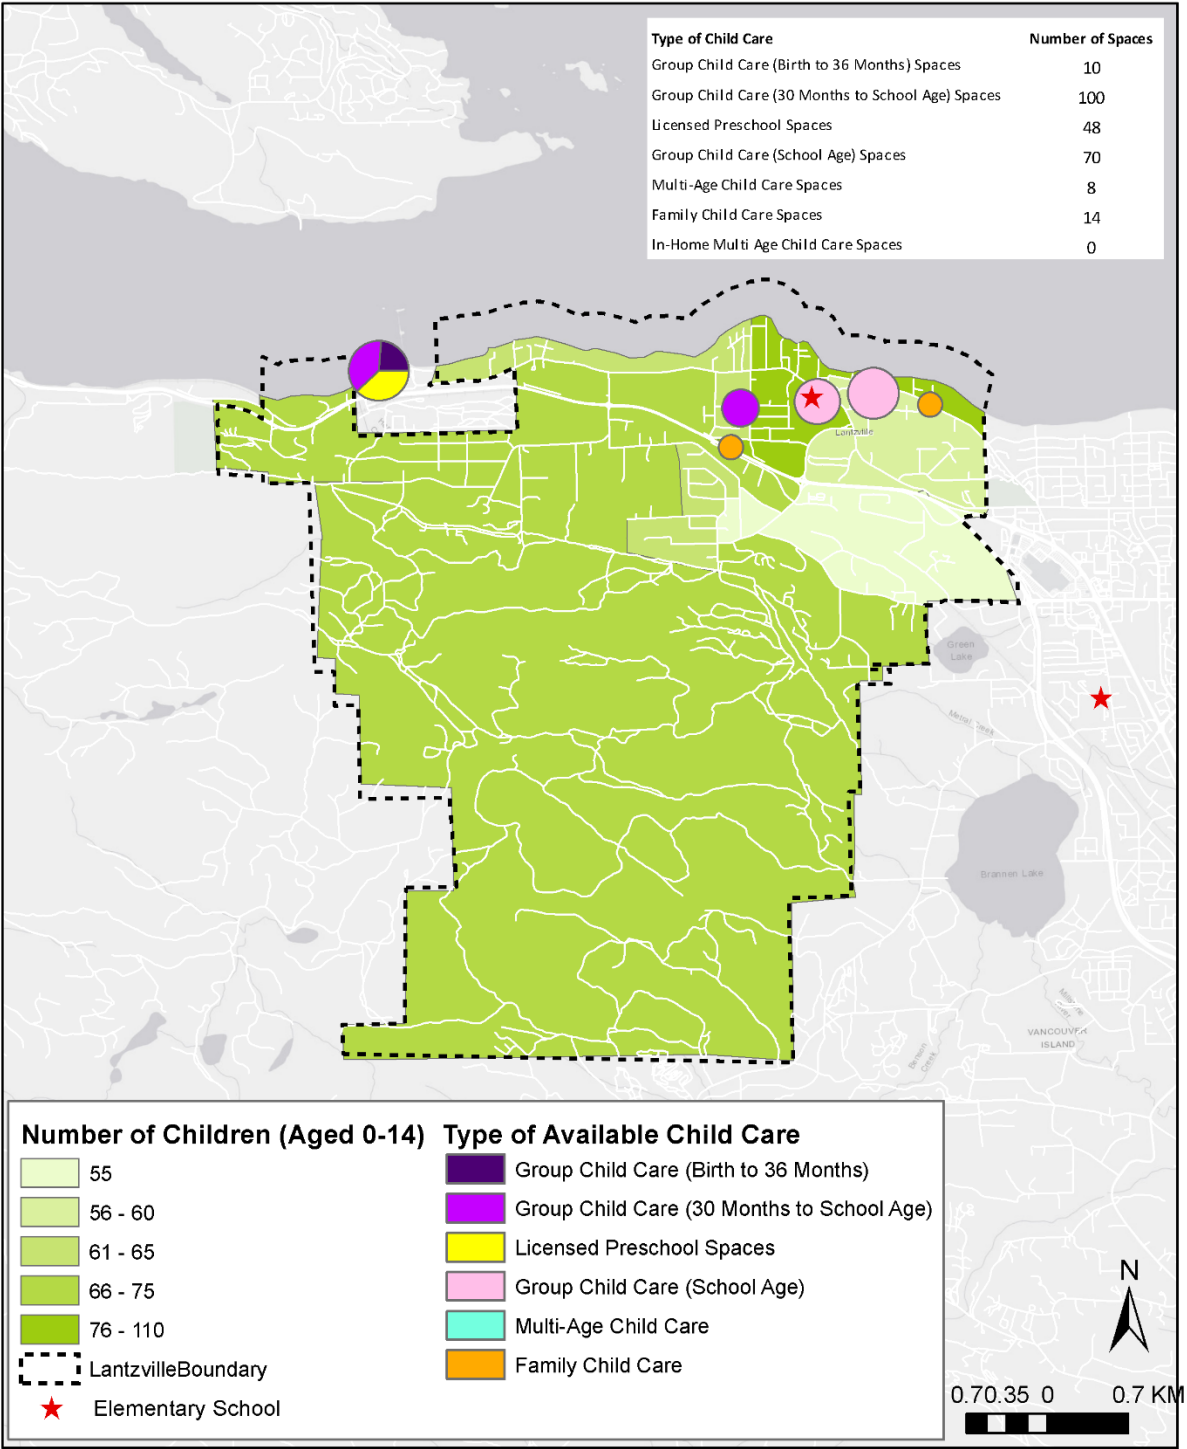 Type of Child Care Number of Spaces
Group Child Care (Birth to 36 Months) Spaces 10
Group Child Care (30 Months to School Age) Spaces 100
Licensed Preschool Spaces 48
Group Child Care (School Age) Spaces 70
Multi-Age Child Care Spaces 8
Family Child Care Spaces 14
In-Home Multi Age Child Care Spaces 0
Lantzville
Green
Lake
Brannen Lake
VANCOUVER
ISLAND
Number of Children (Aged 0-14) Type of Available Child Care
55 Group Child Care (Birth to 36 Months)
56 - 60 Group Child Care (30 Months to School Age)
61 - 65 Licensed Preschool Spaces
66 - 75 Group Child Care (School Age)
76 - 110 Multi-Age Child Care
LantzvilleBoundary Family Child Care
Elementary School
N
0.70.35 0 0.7 KM